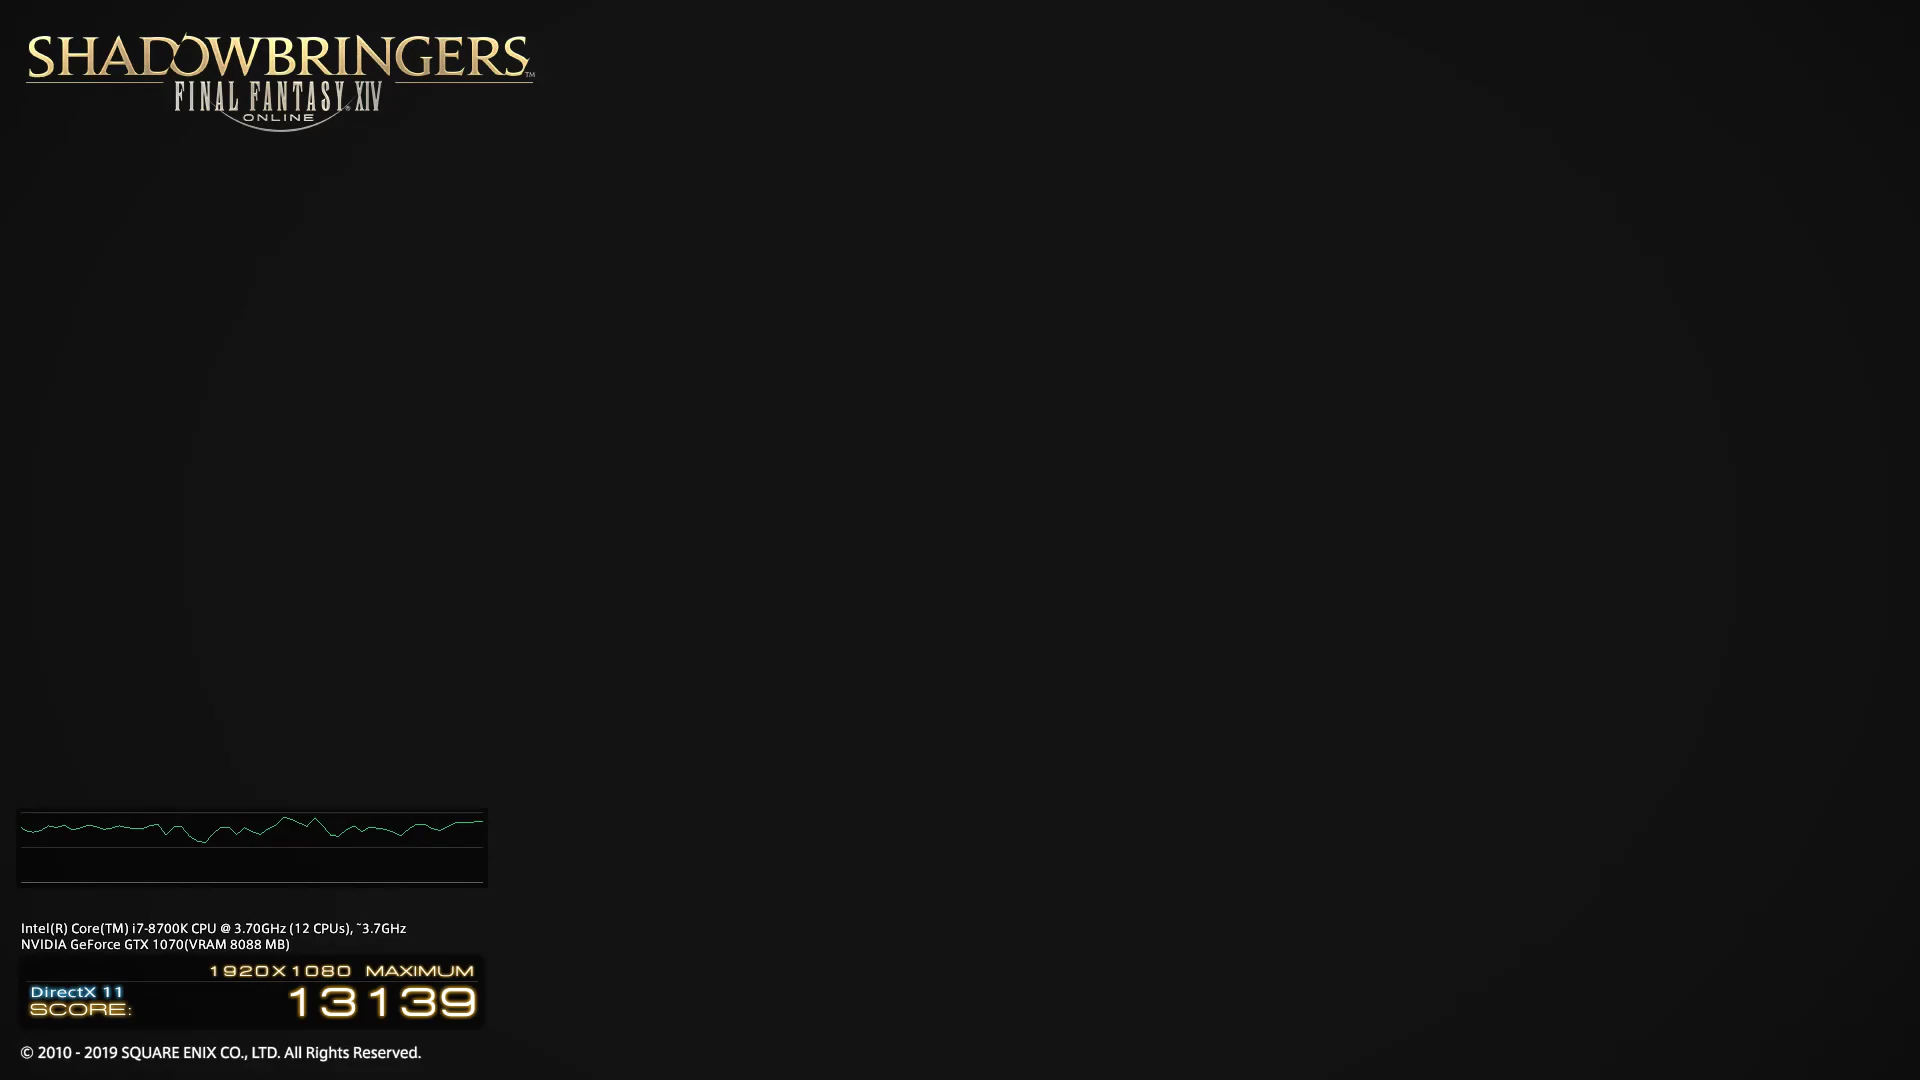 SHADOWBRINGERS™
FINAL FANTASY® XIV
ONLINE
Intel(R) Core(TM) i7-8700K CPU @ 3.70GHz (12 CPUs), ~3.7GHz
NVIDIA GeForce GTX 1070(VRAM 8088 MB)
1920X1080 MAXIMUM
DirectX 11
SCORE: 13139
© 2010 - 2019 SQUARE ENIX CO., LTD. All Rights Reserved.